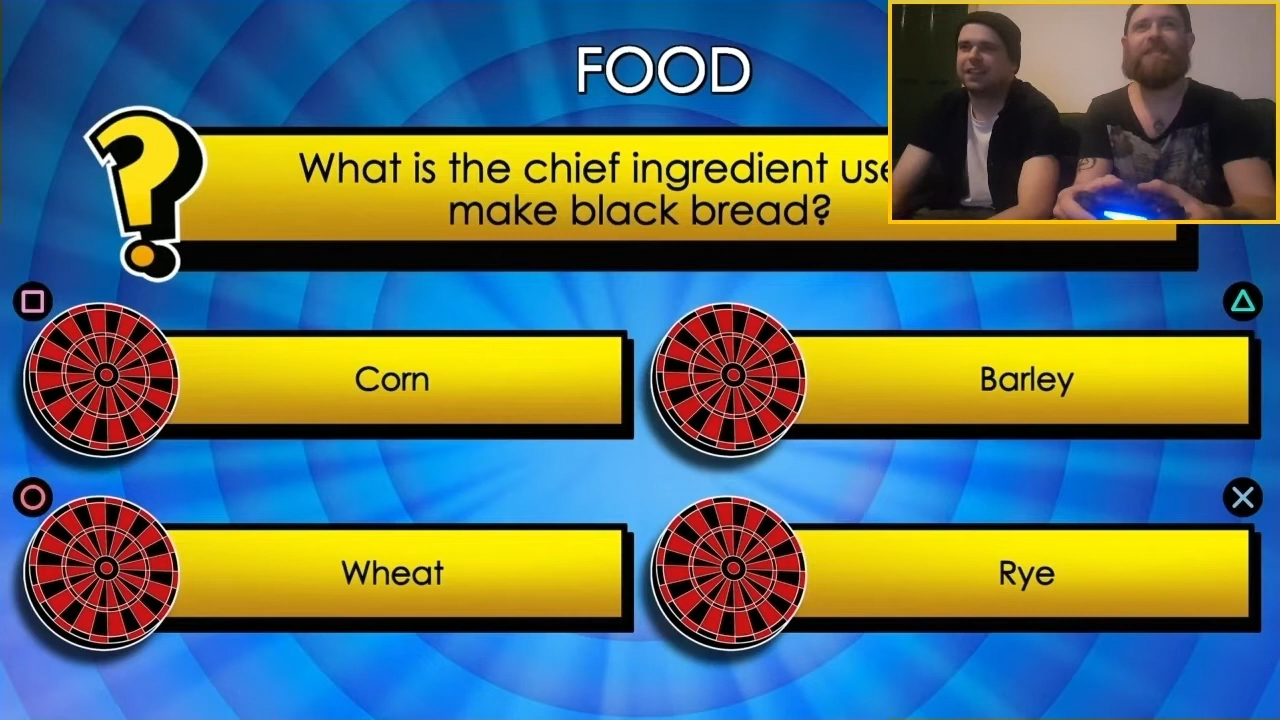 FOOD
What is the chief ingredient use
make black bread?
Corn
Barley
Wheat
Rye